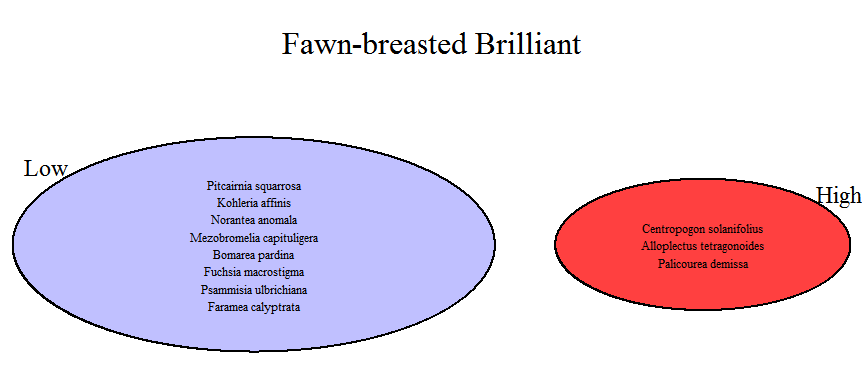 Fawn-breasted Brilliant
Low
Pitcairnia squarrosa
Kohleria affinis
Norantea anomala
Mezobromelia capituligera
Bomarea pardina
Fuchsia macrostigma
Psammisia ulbrichiana
Faramea calyptrata
High
Centropogon solanifolius
Alloplectus tetragonoides
Palicourea demissa